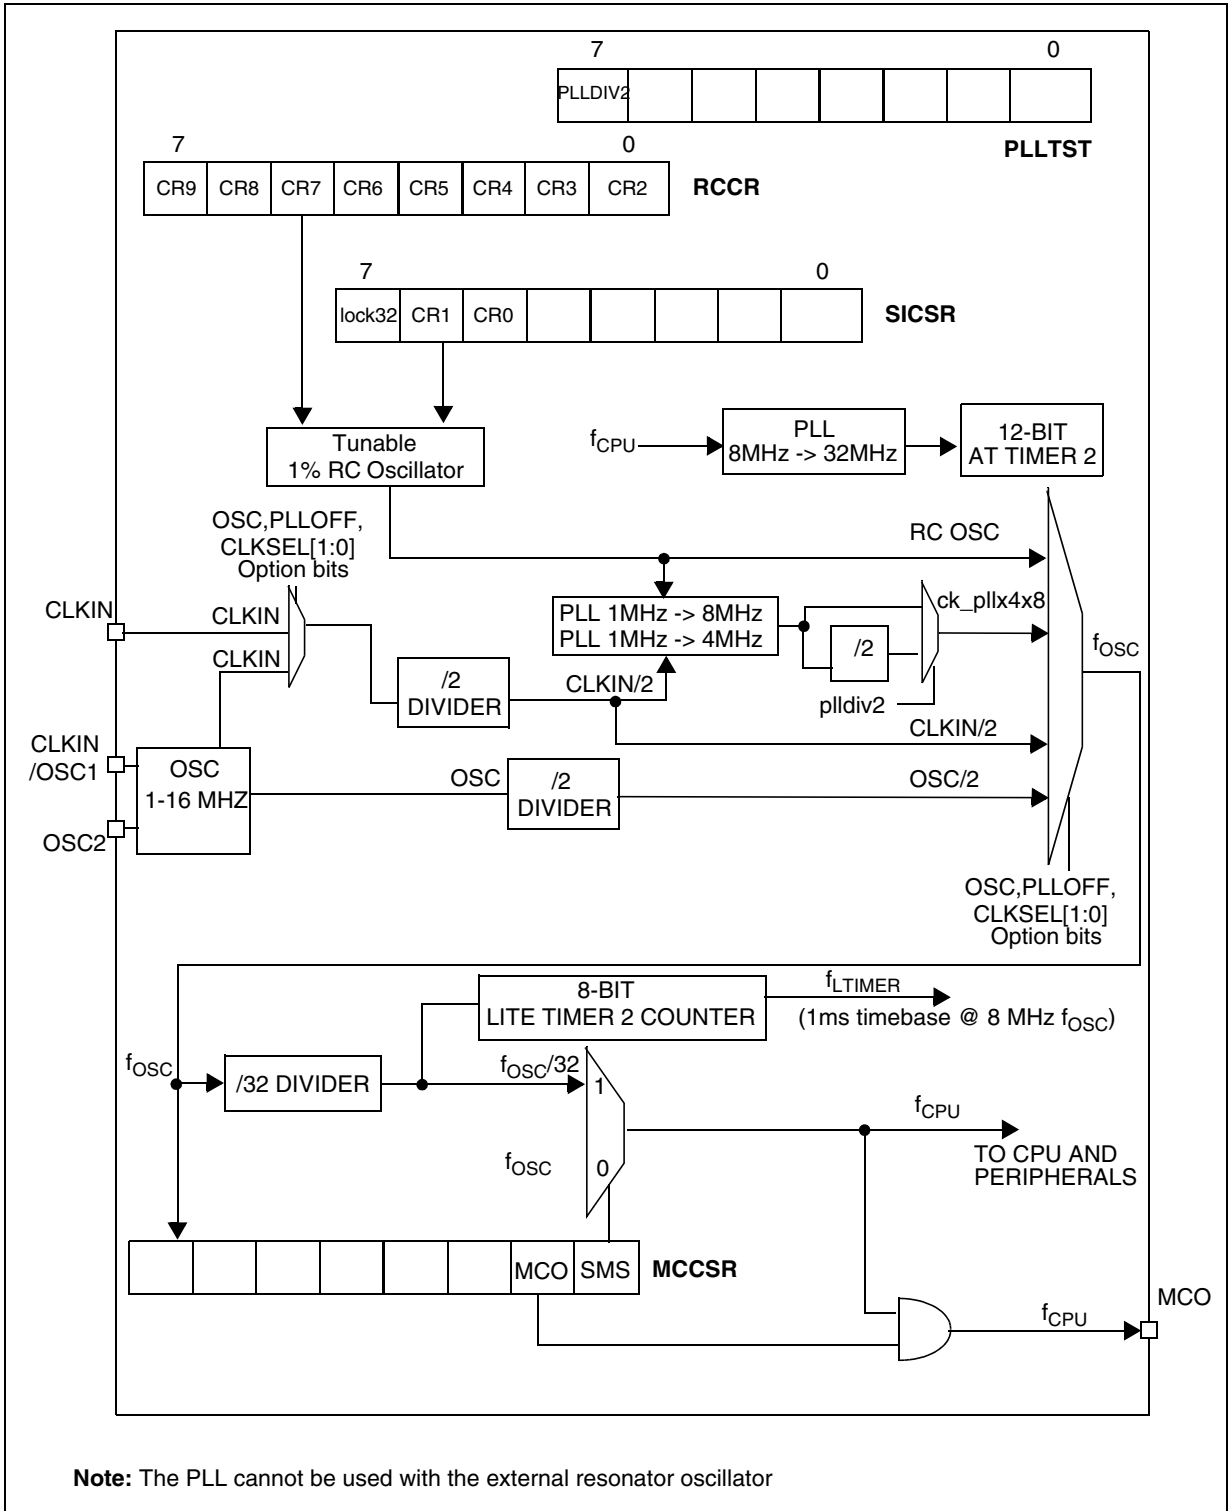 7 0
PLLDIV2
PLLTST
7 0
CR9 CR8 CR7 CR6 CR5 CR4 CR3 CR2 RCCR
7 0
lock32 CR1 CR0 SICSR
Tunable
1% RC Oscillator
fCPU
PLL
8MHz -> 32MHz
12-BIT
AT TIMER 2
OSC,PLLOFF,
CLKSEL[1:0]
Option bits
RC OSC
CLKIN
CLKIN
CLKIN
PLL 1MHz -> 8MHz
PLL 1MHz -> 4MHz
/2
ck_pllx4x8
plldiv2
fOSC
/2
DIVIDER
CLKIN/2
CLKIN/2
CLKIN
/OSC1
OSC2
OSC
1-16 MHZ
OSC
/2
DIVIDER
OSC/2
OSC,PLLOFF,
CLKSEL[1:0]
Option bits
8-BIT
LITE TIMER 2 COUNTER
fLTIMER
(1ms timebase @ 8 MHz fOSC)
fOSC
/32 DIVIDER
fOSC/32
1
fOSC
0
fCPU
TO CPU AND
PERIPHERALS
MCO SMS MCCSR
fCPU
MCO
Note: The PLL cannot be used with the external resonator oscillator